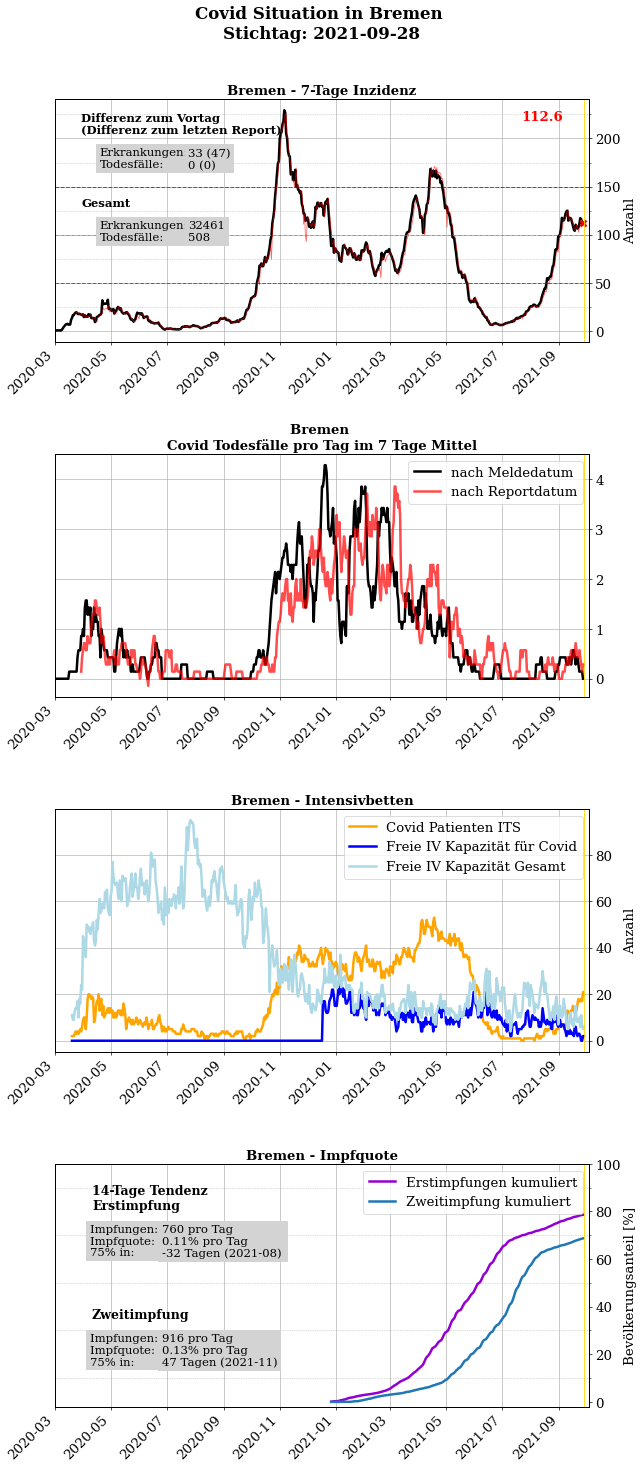 Covid Situation in Bremen
Stichtag: 2021-09-28
Bremen - 7-Tage Inzidenz
Differenz zum Vortag
(Differenz zum letzten Report)
Erkrankungen 33 (47)
Todesfälle: 0 (0)
Gesamt
Erkrankungen 32461
Todesfälle: 508
112.6
200
150
100
50
0
Anzahl
2020-03
2020-05
2020-07
2020-09
2020-11
2021-01
2021-03
2021-05
2021-07
2021-09
Bremen
Covid Todesfälle pro Tag im 7 Tage Mittel
nach Meldedatum
nach Reportdatum
4
3
2
1
0
2020-03
2020-05
2020-07
2020-09
2020-11
2021-01
2021-03
2021-05
2021-07
2021-09
Bremen - Intensivbetten
Covid Patienten ITS
Freie IV Kapazität für Covid
Freie IV Kapazität Gesamt
80
60
40
20
0
Anzahl
2020-03
2020-05
2020-07
2020-09
2020-11
2021-01
2021-03
2021-05
2021-07
2021-09
Bremen - Impfquote
14-Tage Tendenz
Erstimpfung
Impfungen: 760 pro Tag
Impfquote: 0.11% pro Tag
75% in: -32 Tagen (2021-08)
Zweitimpfung
Impfungen: 916 pro Tag
Impfquote: 0.13% pro Tag
75% in: 47 Tagen (2021-11)
Erstimpfungen kumuliert
Zweitimpfung kumuliert
100
80
60
40
20
0
Bevölkerungsanteil [%]
2020-03
2020-05
2020-07
2020-09
2020-11
2021-01
2021-03
2021-05
2021-07
2021-09